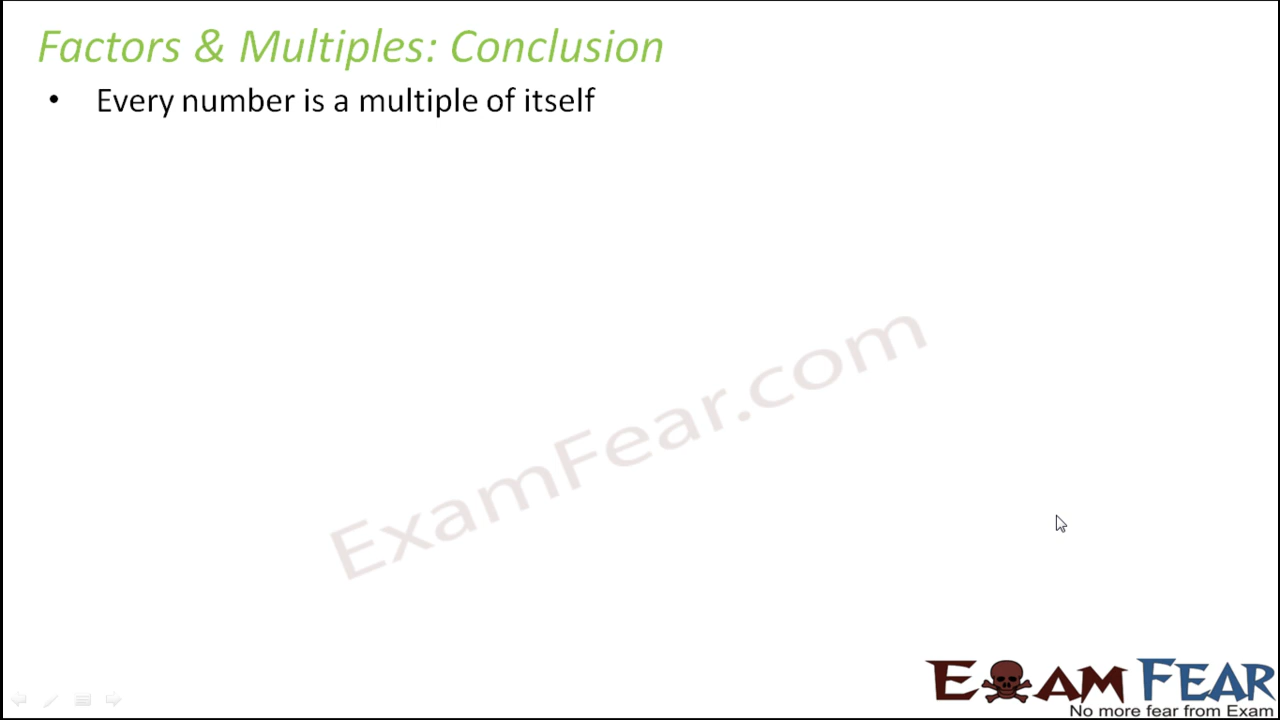 Factors & Multiples: Conclusion
• Every number is a multiple of itself
ExamFear.com
EXAM FEAR
No more fear from Exam